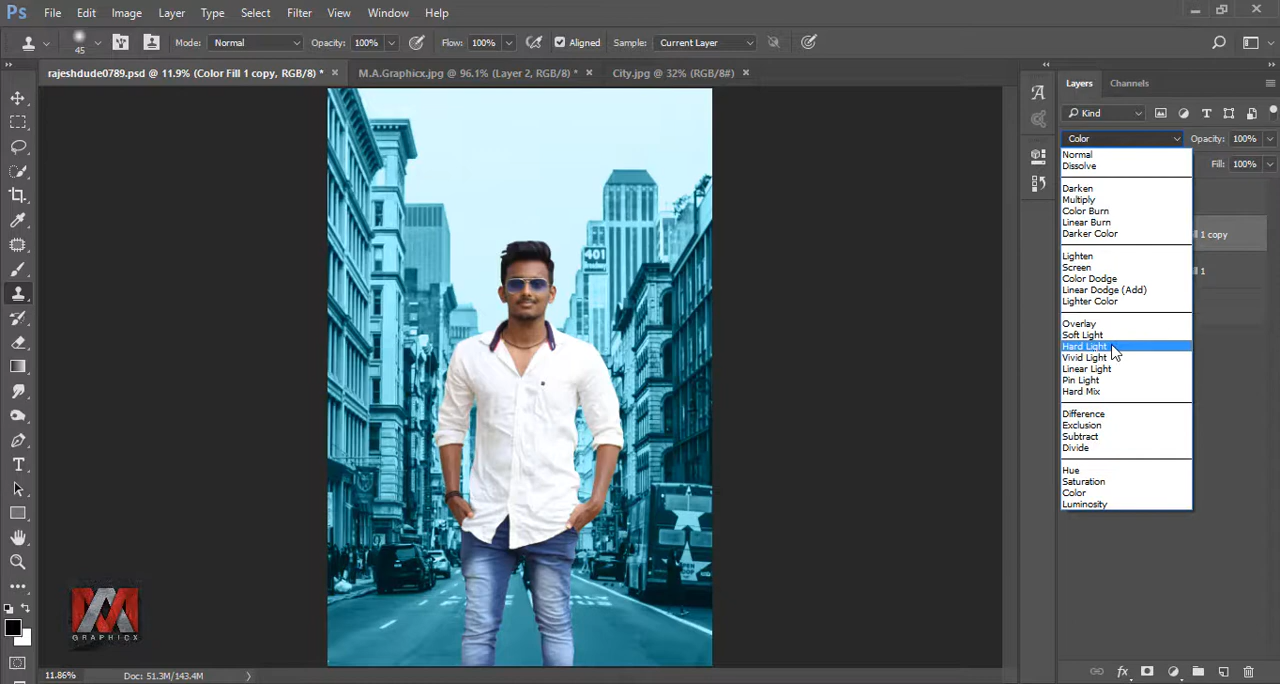 Ps File Edit Image Layer Type Select Filter 3D View Window Help
45 Mode: Normal Opacity: 100% Flow: 100% Aligned Sample: Current Layer
rajeshdude0789.psd @ 11.9% (Color Fill 1 copy, RGB/8) * × M.A.Graphicx.jpg @ 96.1% (Layer 2, RGB/8) * × City.jpg @ 32% (RGB/8#) ×
Layers Channels
Kind
Color Opacity: 100%
Fill: 100%
Normal
Dissolve
Darken
Multiply
Color Burn
Linear Burn
Darker Color
1 copy
Lighten
Screen
Color Dodge
1
Linear Dodge (Add)
Lighter Color
Overlay
Soft Light
Hard Light
Vivid Light
Linear Light
Pin Light
Hard Mix
Difference
Exclusion
Subtract
Divide
Hue
Saturation
Color
Luminosity
401
GRAPHICX
11.86% Doc: 51.3M/143.4M
fx